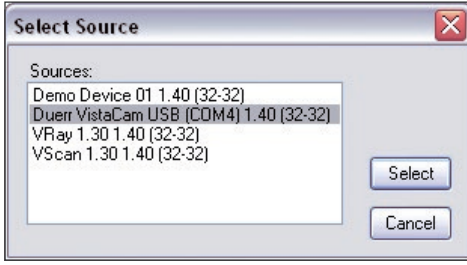 Select Source
Sources:
Demo Device 01 1.40 (32-32)
Duerr VistaCam USB (COM4) 1.40 (32-32)
VRay 1.30 1.40 (32-32)
VScan 1.30 1.40 (32-32)
Select
Cancel